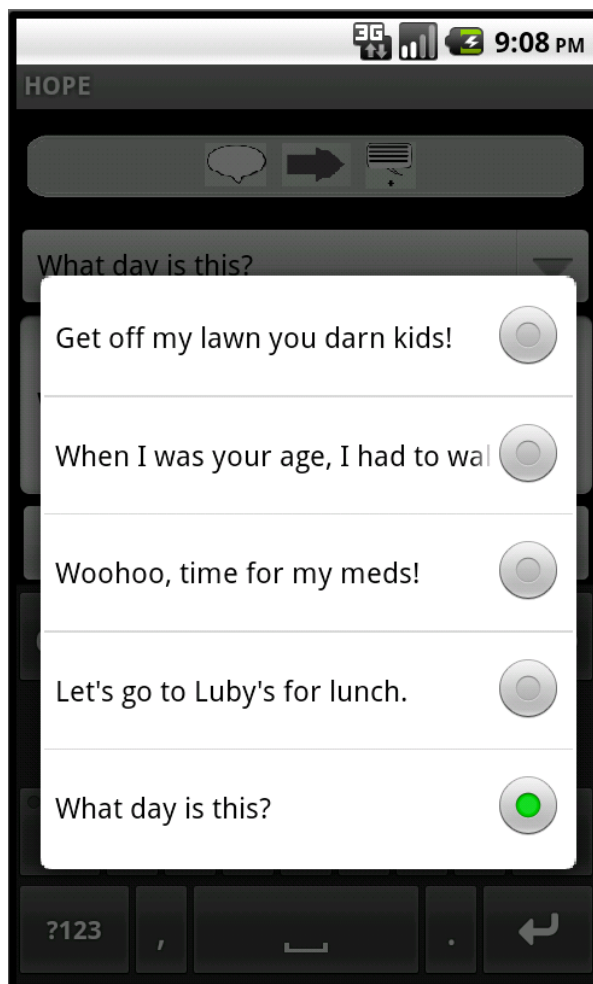 3G 9:08 PM
HOPE
What day is this?
Get off my lawn you darn kids!
When I was your age, I had to wal
Woohoo, time for my meds!
Let's go to Luby's for lunch.
What day is this?
?123 , .